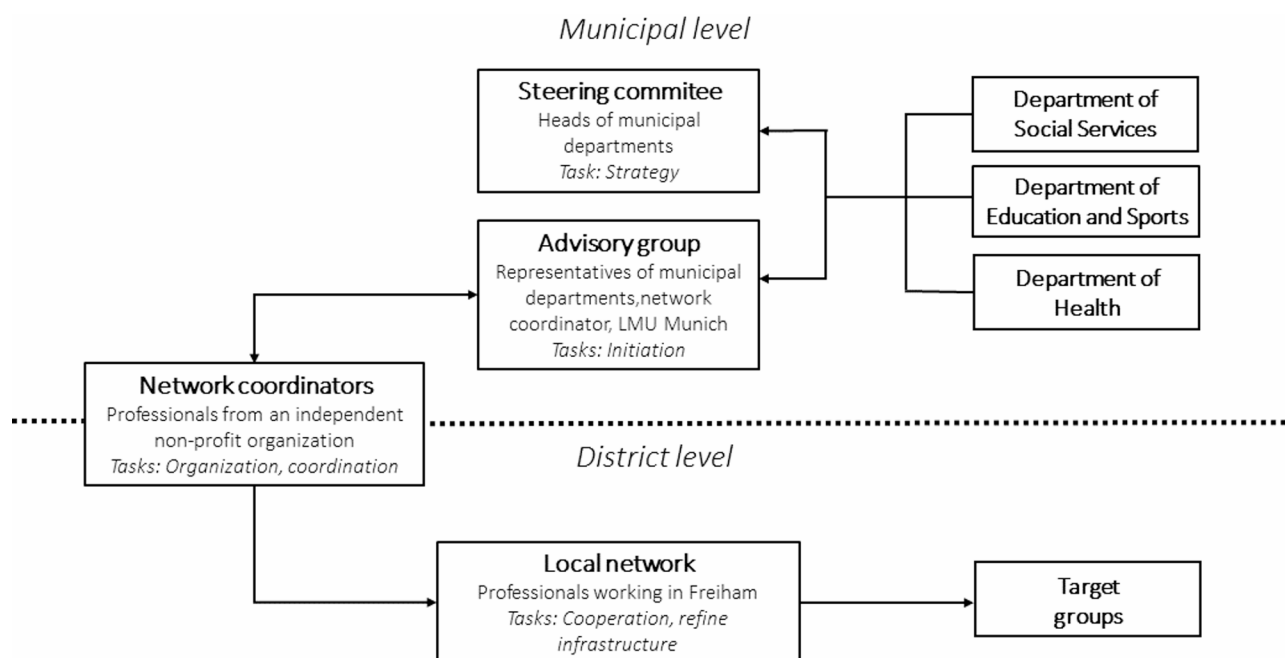 Municipal level
Steering commitee
Heads of municipal
departments
Task: Strategy
Department of
Social Services
Department of
Education and Sports
Advisory group
Representatives of municipal
departments,network
coordinator, LMU Munich
Tasks: Initiation
Department of
Health
Network coordinators
Professionals from an independent
non-profit organization
Tasks: Organization, coordination
District level
Local network
Professionals working in Freiham
Tasks: Cooperation, refine
infrastructure
Target
groups